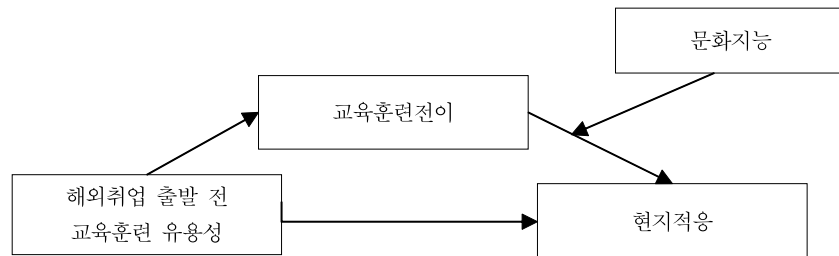 문화지능
교육훈련전이
해외취업 출발 전
교육훈련 유용성
현지적응